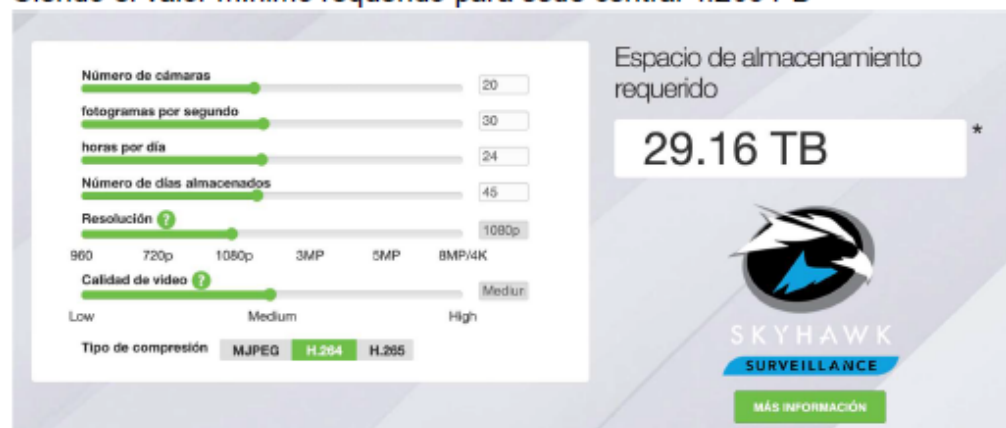 Número de cámaras
20
fotogramas por segundo
30
horas por día
24
Número de días almacenados
45
Resolución ?
1080p
960 720p 1080p 3MP 5MP 8MP/4K
Calidad de video ?
Mediur
Low Medium High
Tipo de compresión MJPEG H.264 H.265
Espacio de almacenamiento
requerido
29.16 TB *
SKYHAWK
SURVEILLANCE
MÁS INFORMACIÓN